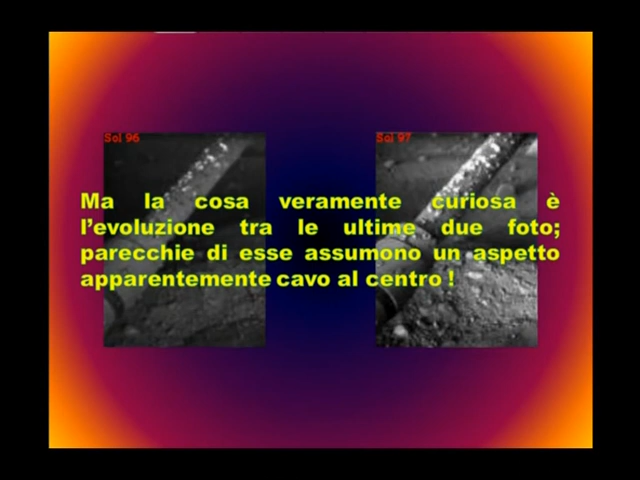 Sol 96
Sol 97
Ma la cosa veramente curiosa è
l'evoluzione tra le ultime due foto;
parecchie di esse assumono un aspetto
apparentemente cavo al centro !